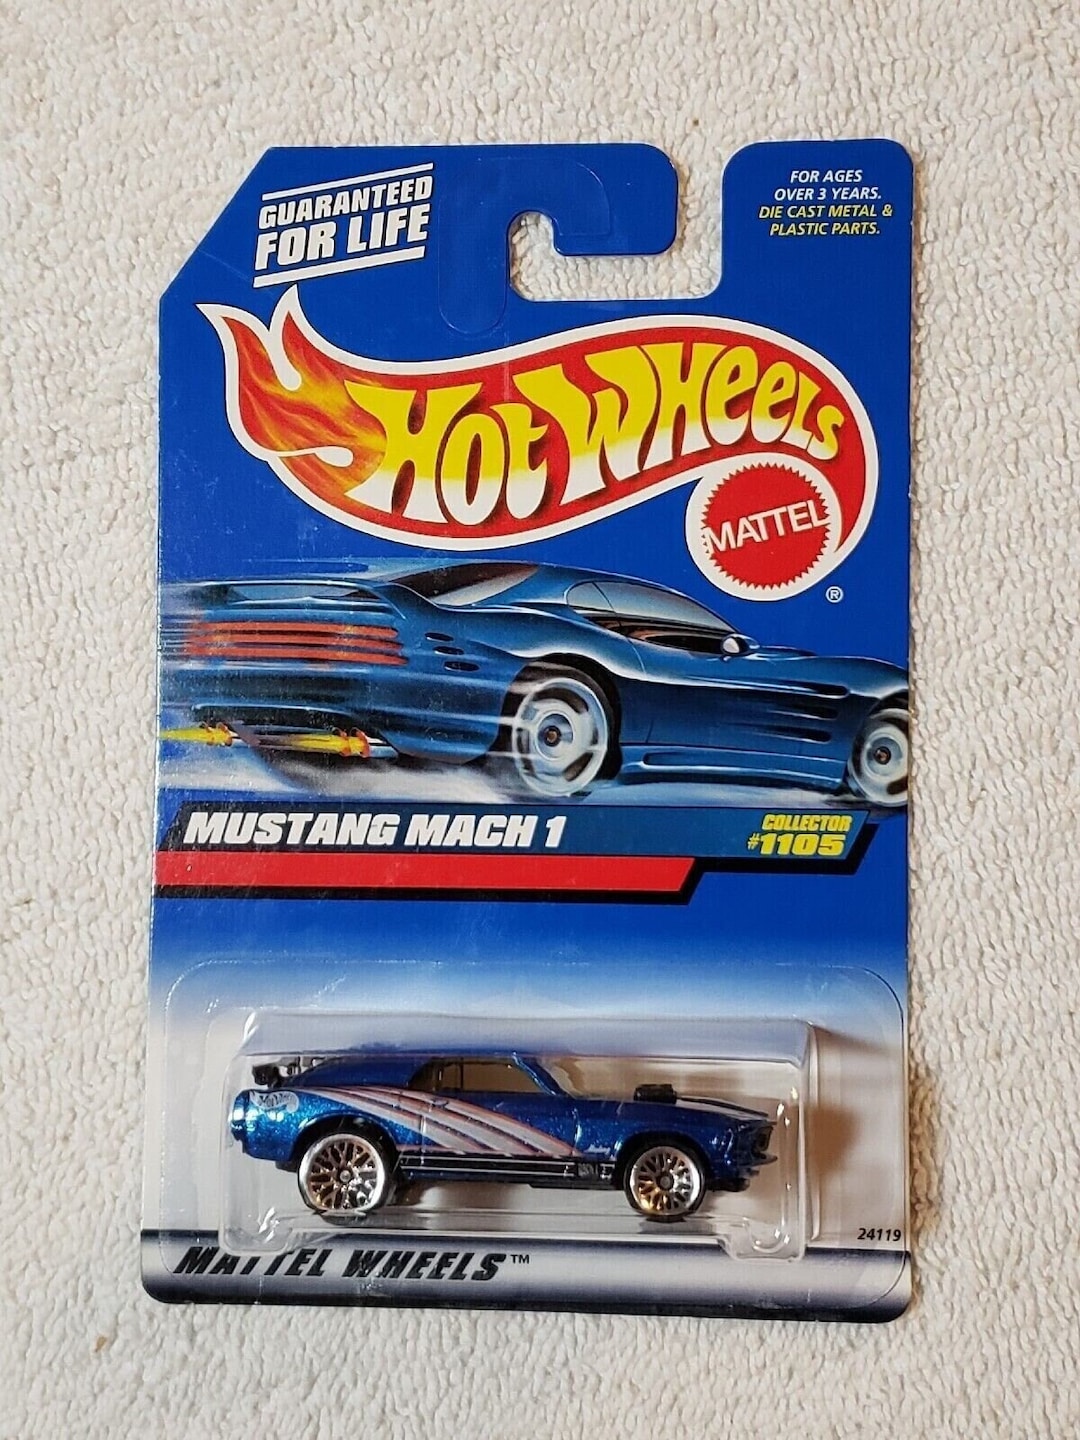 GUARANTEED
FOR LIFE
FOR AGES
OVER 3 YEARS.
DIE CAST METAL &
PLASTIC PARTS.
Hot Wheels
MATTEL
®
MUSTANG MACH 1
COLLECTOR
#1105
24119
MATTEL WHEELS™